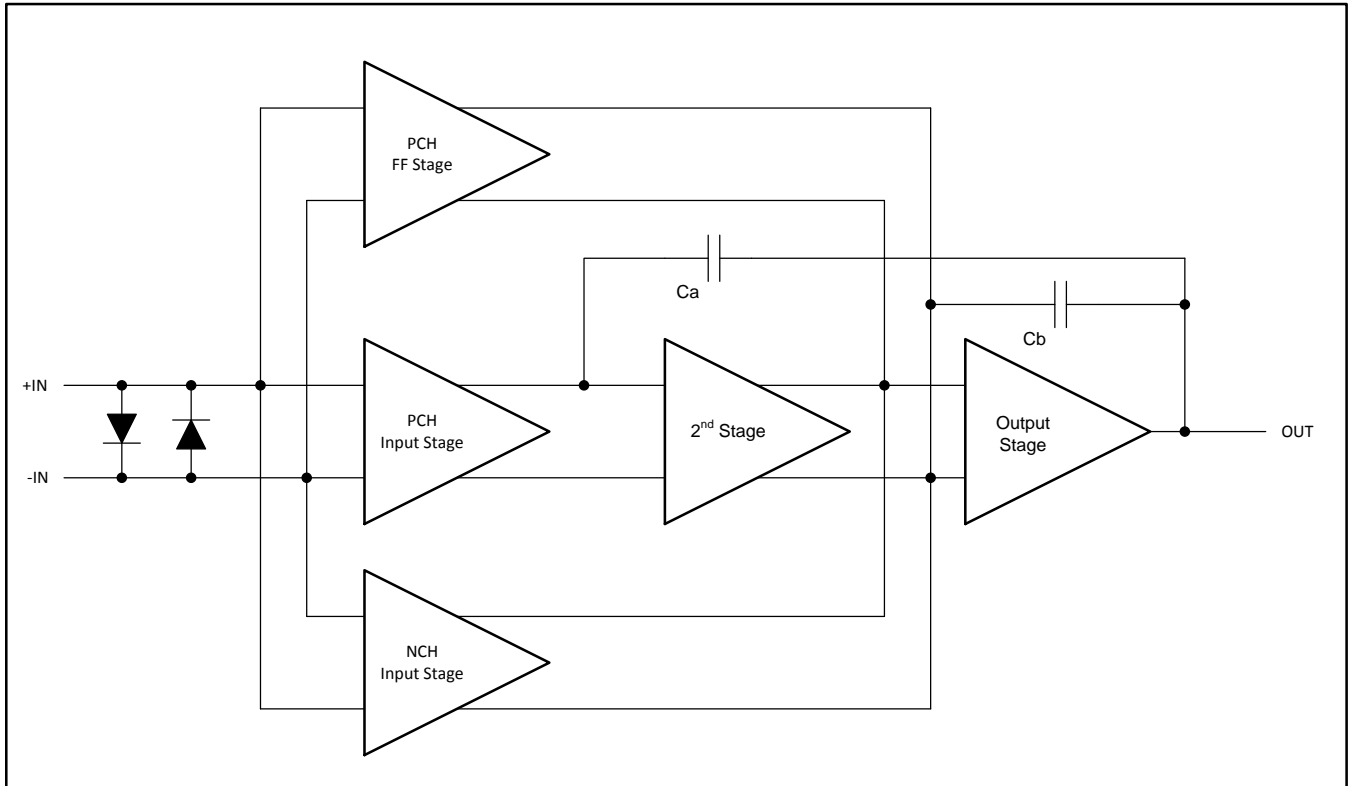 PCH
FF Stage
Ca
Cb
+IN
-IN
PCH
Input Stage
2nd Stage
Output
Stage
OUT
NCH
Input Stage